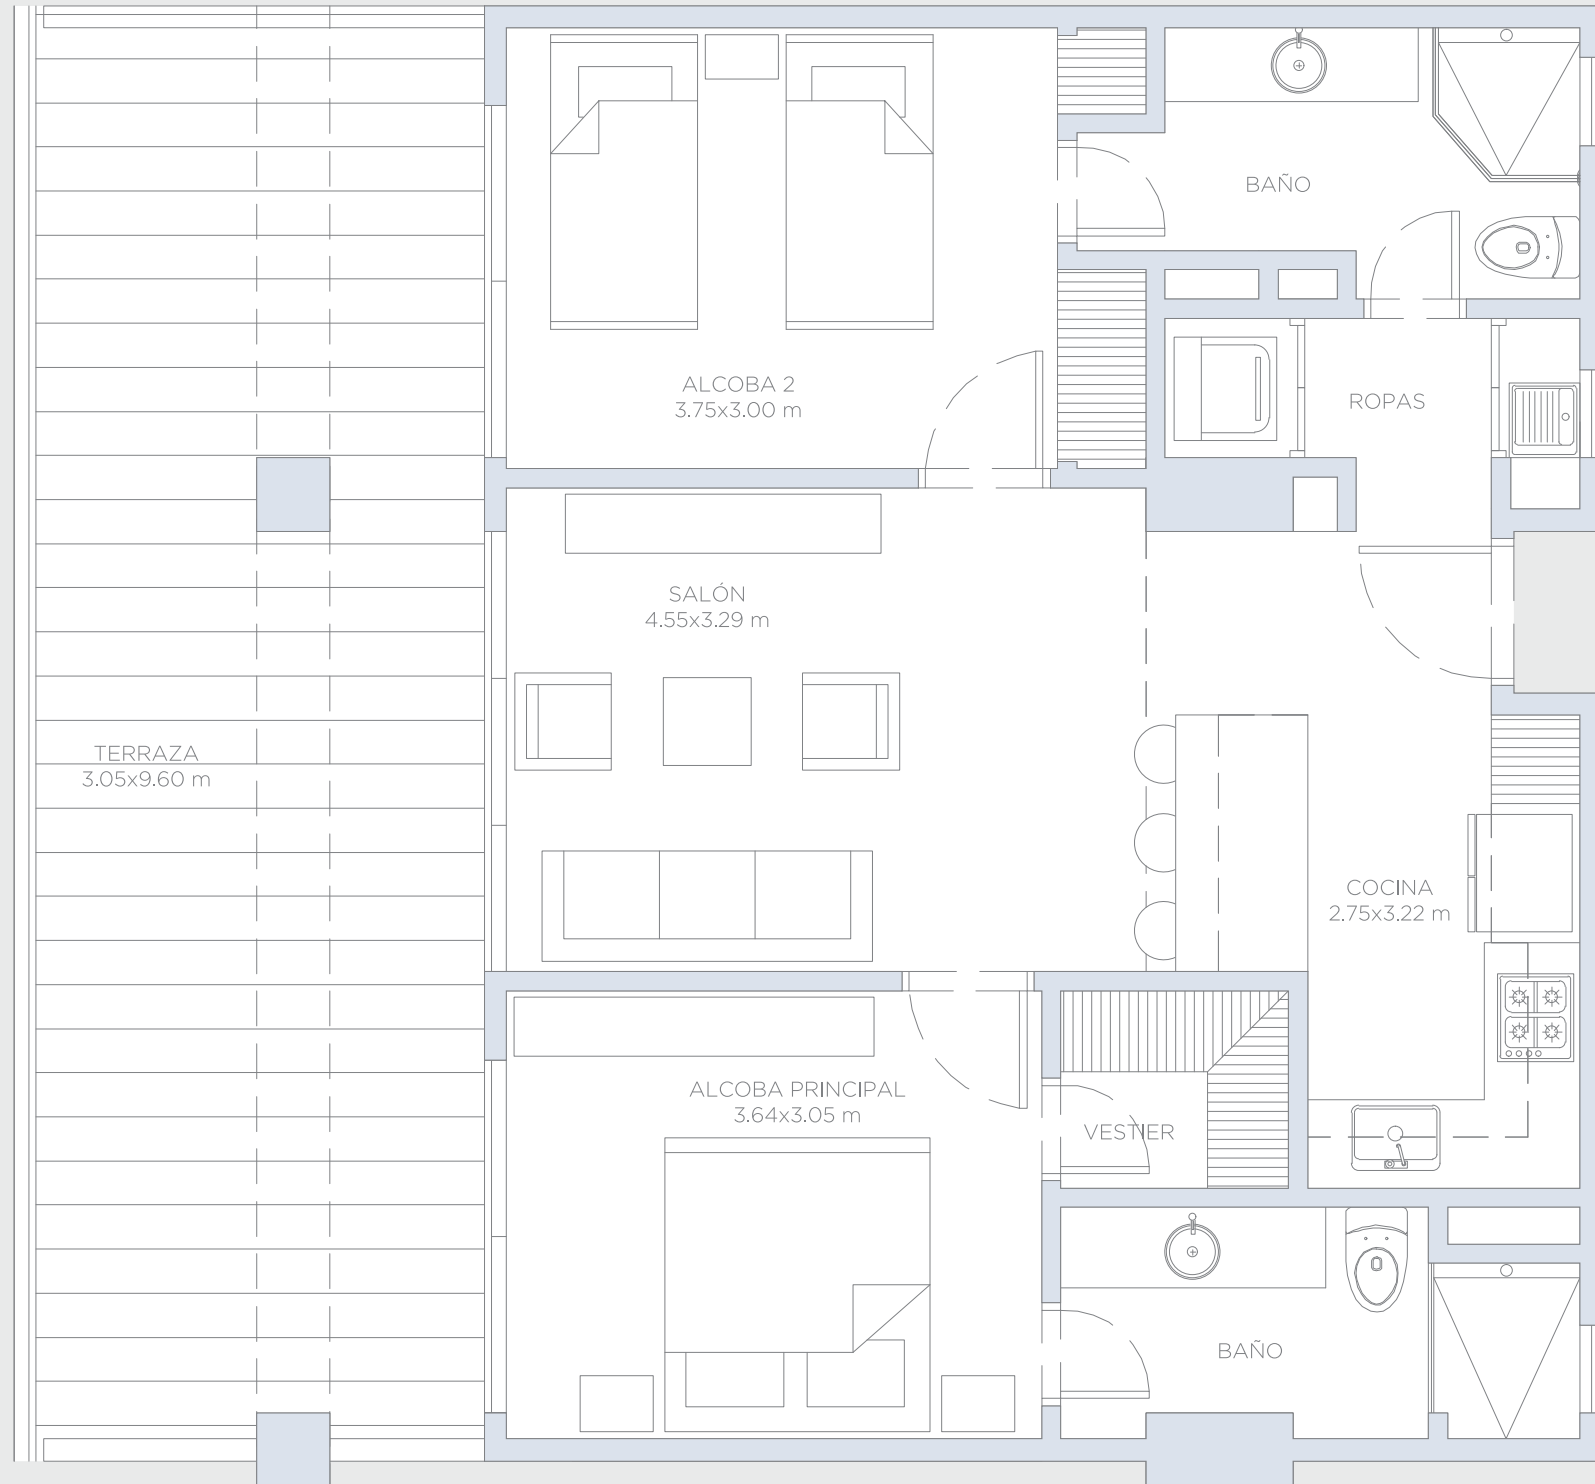 BAÑO
ALCOBA 2
3.75x3.00 m
ROPAS
SALÓN
4.55x3.29 m
TERRAZA
3.05x9.60 m
COCINA
2.75x3.22 m
ALCOBA PRINCIPAL
3.64x3.05 m
VESTIER
BAÑO